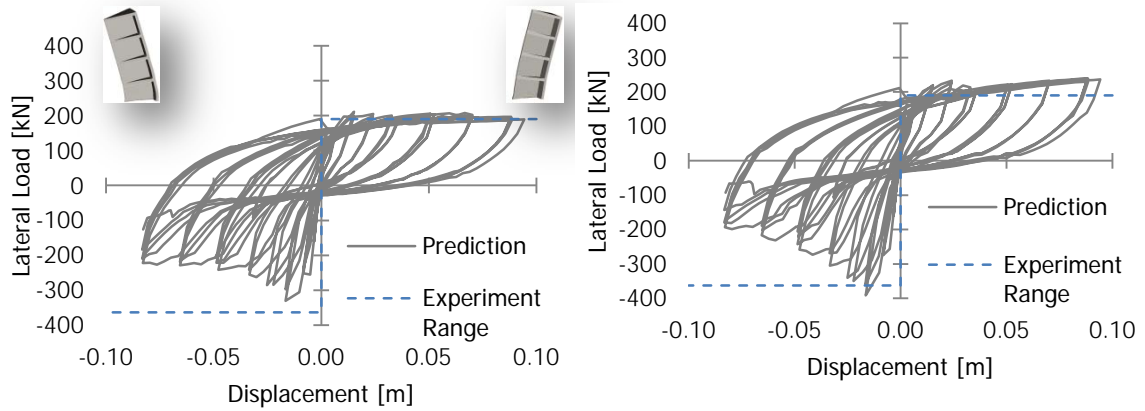 400
300
200
100
0
-100
-200
-300
-400
-0.10 -0.05 0.00 0.05 0.10
Lateral Load [kN]
Displacement [m]
Prediction
Experiment
Range
400
300
200
100
0
-100
-200
-300
-400
-0.10 -0.05 0.00 0.05 0.10
Lateral Load [kN]
Displacement [m]
Prediction
Experiment
Range